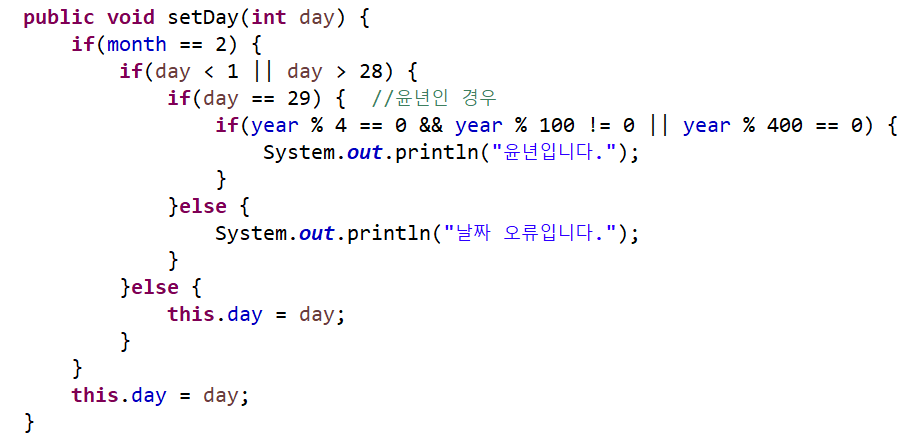 public void setDay(int day) {
    if(month == 2) {
        if(day < 1 || day > 28) {
            if(day == 29) {  //윤년인 경우
                if(year % 4 == 0 && year % 100 != 0 || year % 400 == 0) {
                    System.out.println("윤년입니다.");
                }
            }else {
                System.out.println("날짜 오류입니다.");
            }
        }else {
            this.day = day;
        }
    }
    this.day = day;
}